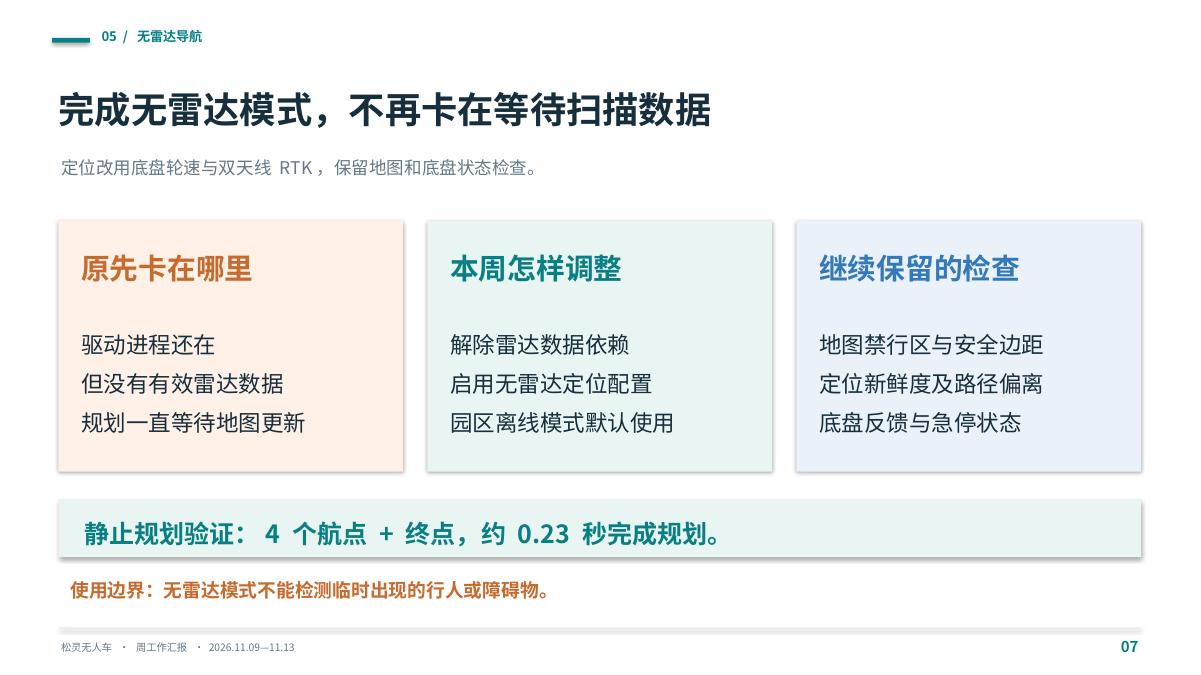 05 / 无雷达导航
完成无雷达模式，不再卡在等待扫描数据
定位改用底盘轮速与双天线 RTK，保留地图和底盘状态检查。
原先卡在哪里
驱动进程还在
但没有有效雷达数据
规划一直等待地图更新
本周怎样调整
解除雷达数据依赖
启用无雷达定位配置
园区离线模式默认使用
继续保留的检查
地图禁行区与安全边距
定位新鲜度及路径偏离
底盘反馈与急停状态
静止规划验证： 4 个航点 + 终点，约 0.23 秒完成规划。
使用边界：无雷达模式不能检测临时出现的行人或障碍物。
松灵无人车 · 周工作汇报 · 2026.11.09—11.13
07